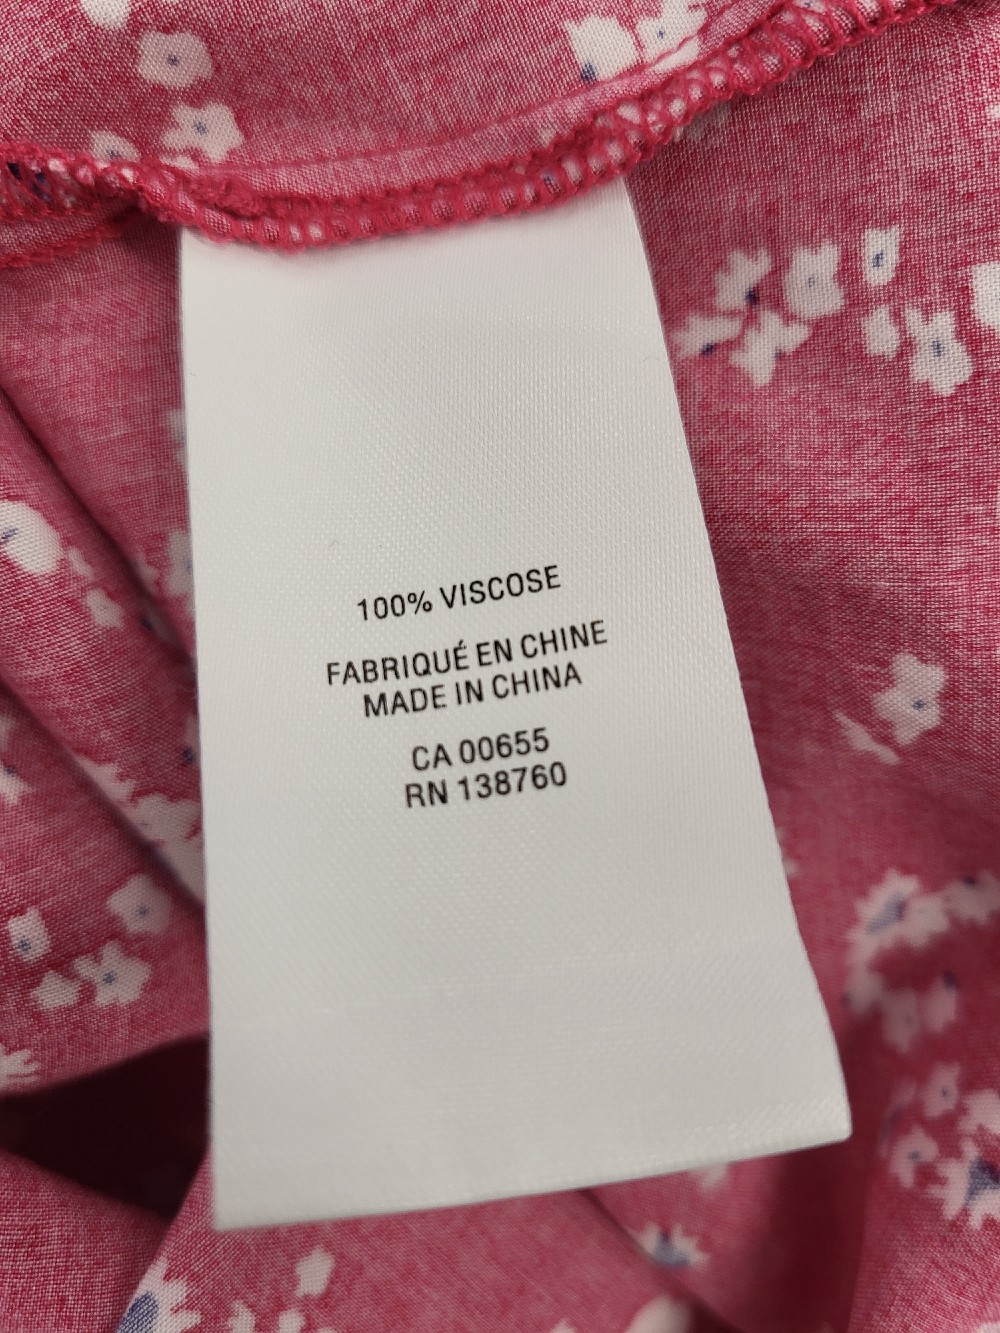 100% VISCOSE
FABRIQUÉ EN CHINE
MADE IN CHINA
CA 00655
RN 138760